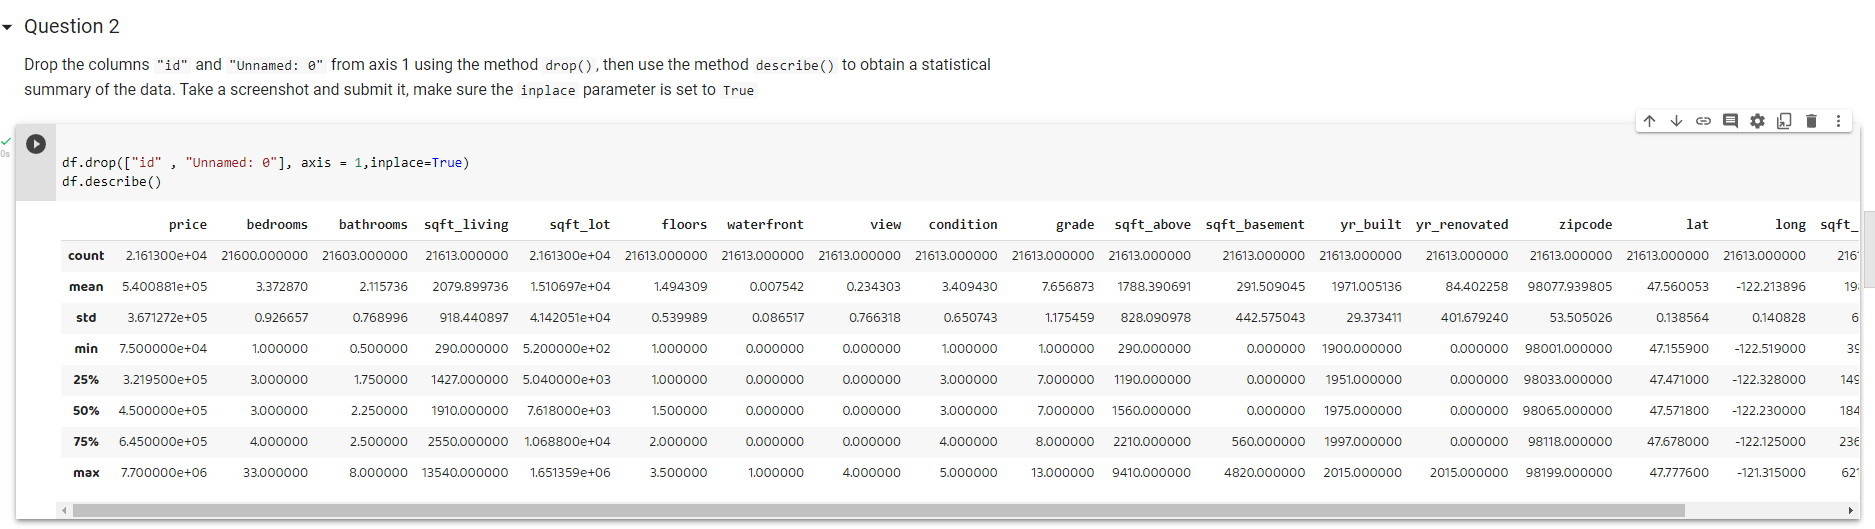 Question 2
Drop the columns "id" and "Unnamed: 0" from axis 1 using the method drop(), then use the method describe() to obtain a statistical
summary of the data. Take a screenshot and submit it, make sure the inplace parameter is set to True
0s
df.drop(["id" , "Unnamed: 0"], axis = 1,inplace=True)
df.describe()
price bedrooms bathrooms sqft_living sqft_lot floors waterfront view condition grade sqft_above sqft_basement yr_built yr_renovated zipcode lat long sqft_
count 2.161300e+04 21600.000000 21603.000000 21613.000000 2.161300e+04 21613.000000 21613.000000 21613.000000 21613.000000 21613.000000 21613.000000 21613.000000 21613.000000 21613.000000 21613.000000 21613.000000 21613.000000 216
mean 5.400881e+05 3.372870 2.115736 2079.899736 1.510697e+04 1.494309 0.007542 0.234303 3.409430 7.656873 1788.390691 291.509045 1971.005136 84.402258 98077.939805 47.560053 -122.213896 19
std 3.671272e+05 0.926657 0.768996 918.440897 4.142051e+04 0.539989 0.086517 0.766318 0.650743 1.175459 828.090978 442.575043 29.373411 401.679240 53.505026 0.138564 0.140828 6
min 7.500000e+04 1.000000 0.500000 290.000000 5.200000e+02 1.000000 0.000000 0.000000 1.000000 1.000000 290.000000 0.000000 1900.000000 0.000000 98001.000000 47.155900 -122.519000 39
25% 3.219500e+05 3.000000 1.750000 1427.000000 5.040000e+03 1.000000 0.000000 0.000000 3.000000 7.000000 1190.000000 0.000000 1951.000000 0.000000 98033.000000 47.471000 -122.328000 149
50% 4.500000e+05 3.000000 2.250000 1910.000000 7.618000e+03 1.500000 0.000000 0.000000 3.000000 7.000000 1560.000000 0.000000 1975.000000 0.000000 98065.000000 47.571800 -122.230000 184
75% 6.450000e+05 4.000000 2.500000 2550.000000 1.068800e+04 2.000000 0.000000 0.000000 4.000000 8.000000 2210.000000 560.000000 1997.000000 0.000000 98118.000000 47.678000 -122.125000 236
max 7.700000e+06 33.000000 8.000000 13540.000000 1.651359e+06 3.500000 1.000000 4.000000 5.000000 13.000000 9410.000000 4820.000000 2015.000000 2015.000000 98199.000000 47.777600 -121.315000 621